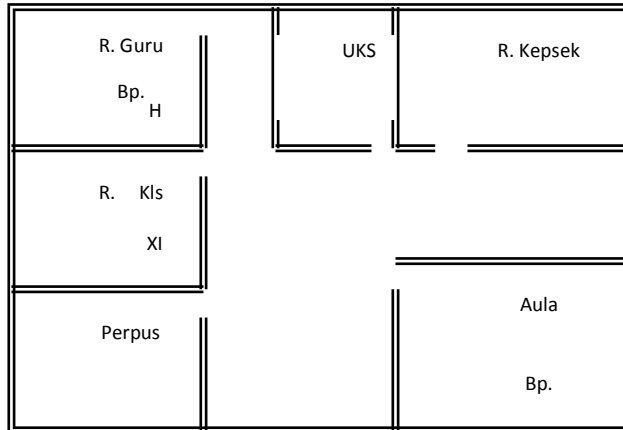 R. Guru
Bp.
H
UKS
R. Kepsek
R. Kls
XI
Perpus
Aula
Bp.